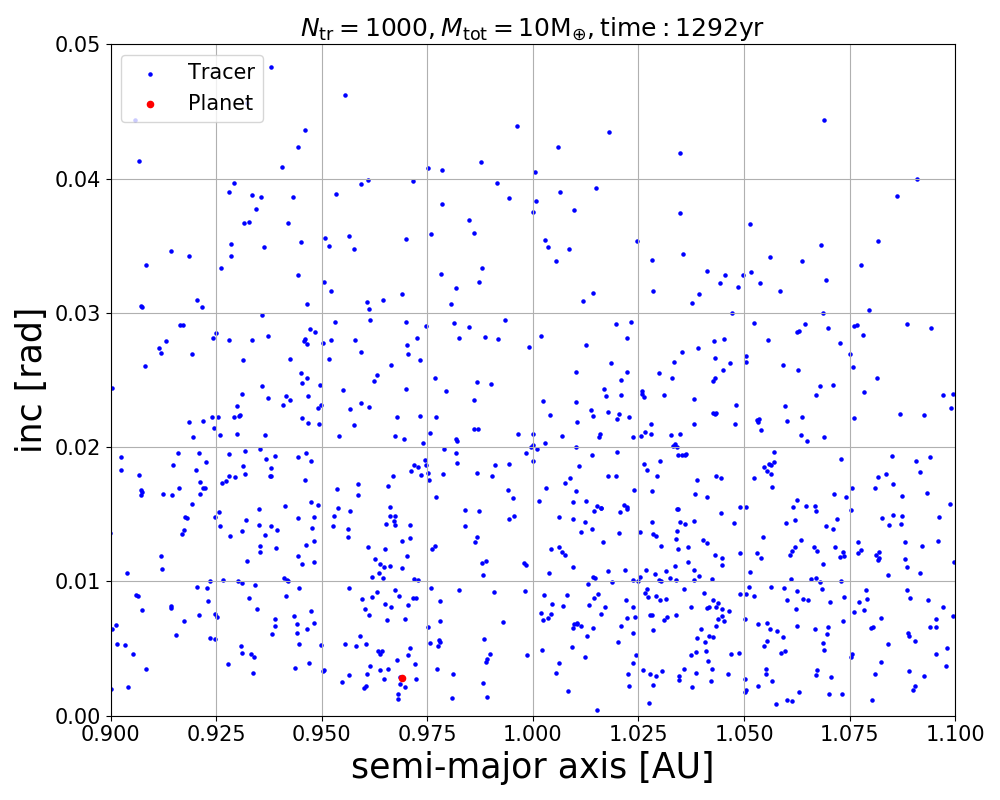 N_tr = 1000, M_tot = 10M_⊕, time : 1292yr
Tracer
Planet
inc [rad]
0.05
0.04
0.03
0.02
0.01
0.00
0.900 0.925 0.950 0.975 1.000 1.025 1.050 1.075 1.100
semi-major axis [AU]